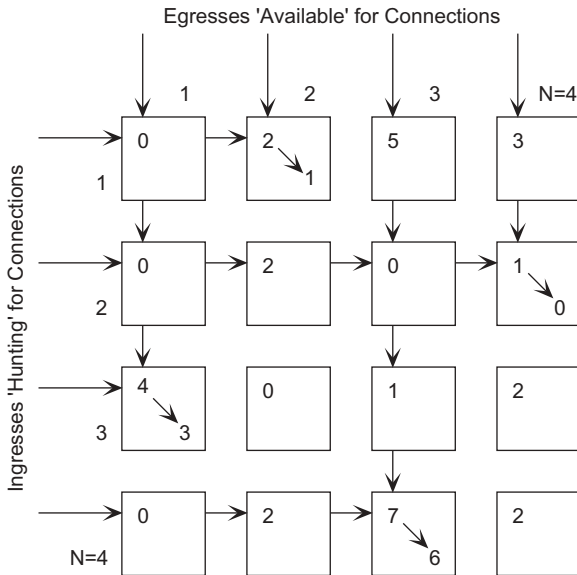 Egresses 'Available' for Connections
1 2 3 N=4
0 2 5 3
1
1
0 2 0 1
2
0
4 0 1 2
3
3
0 2 7 2
N=4
6
Ingresses 'Hunting' for Connections